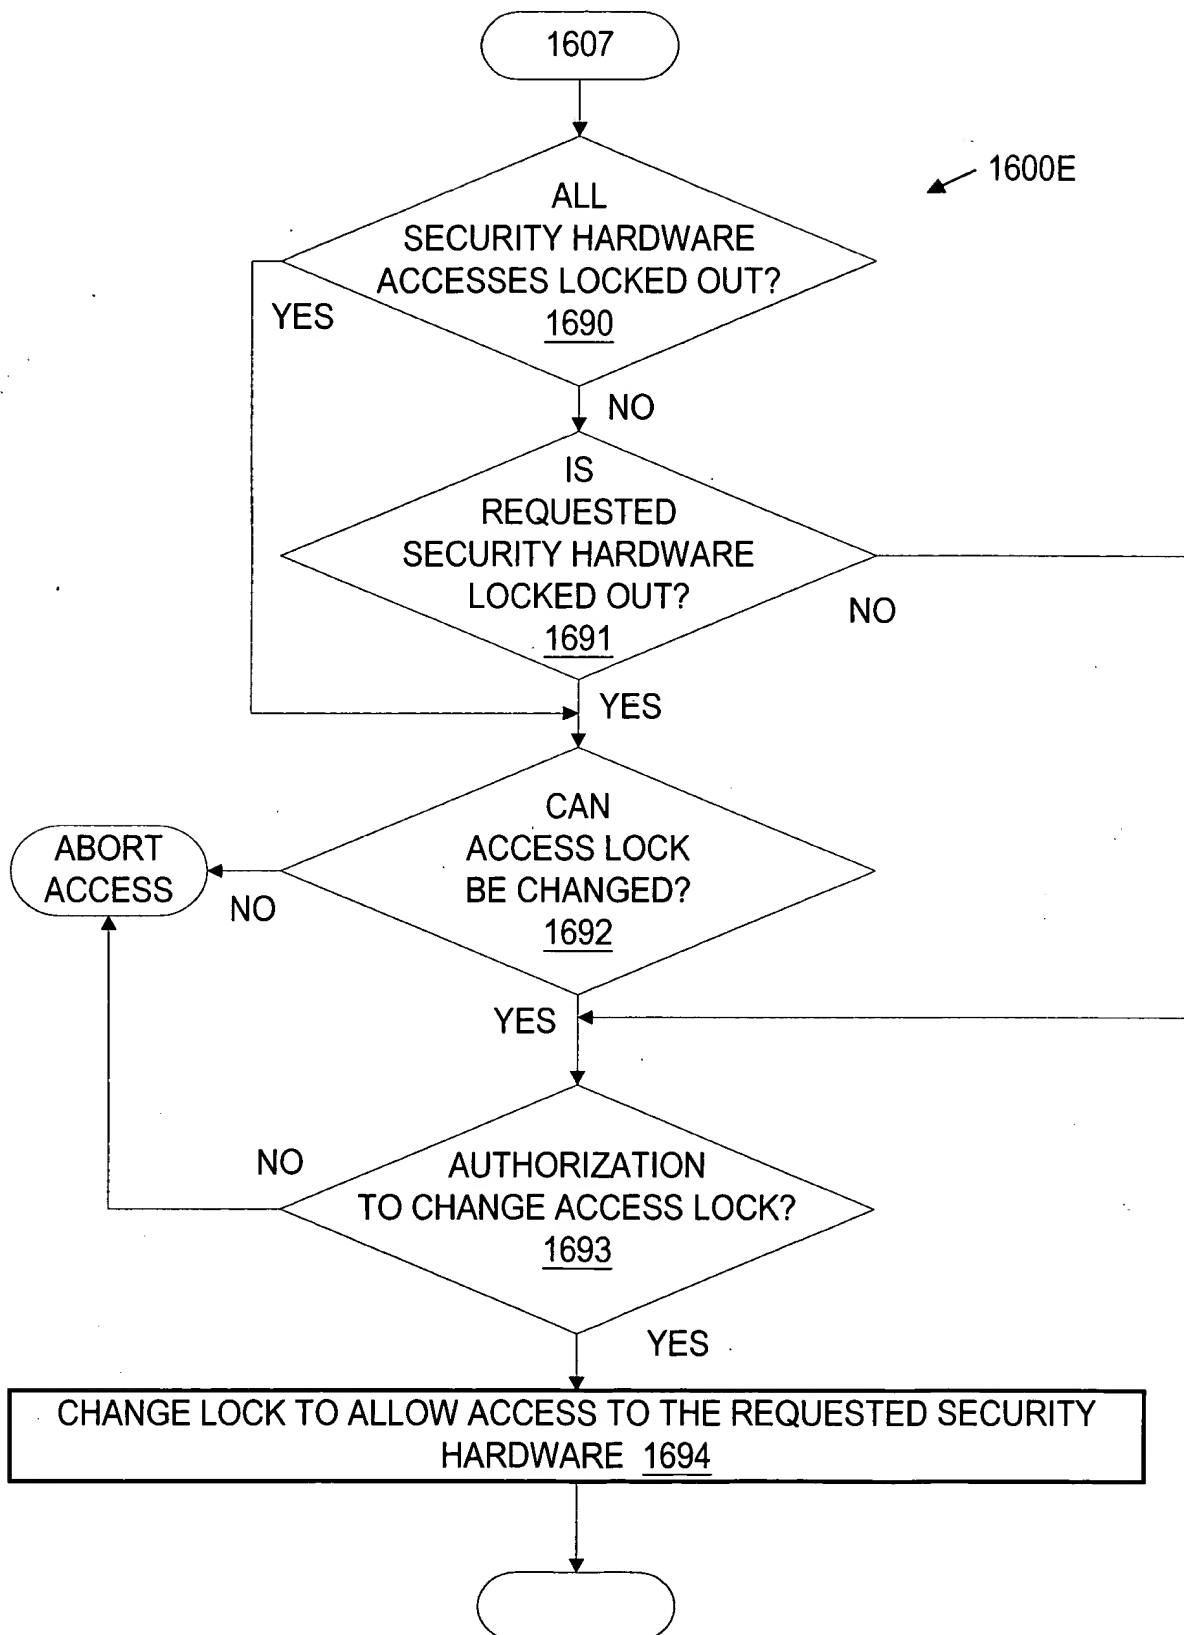 1607
1600E
ALL
SECURITY HARDWARE
ACCESSES LOCKED OUT?
1690
YES
NO
IS
REQUESTED
SECURITY HARDWARE
LOCKED OUT?
1691
NO
YES
CAN
ACCESS LOCK
BE CHANGED?
1692
ABORT
ACCESS
NO
YES
NO
AUTHORIZATION
TO CHANGE ACCESS LOCK?
1693
YES
CHANGE LOCK TO ALLOW ACCESS TO THE REQUESTED SECURITY
HARDWARE 1694